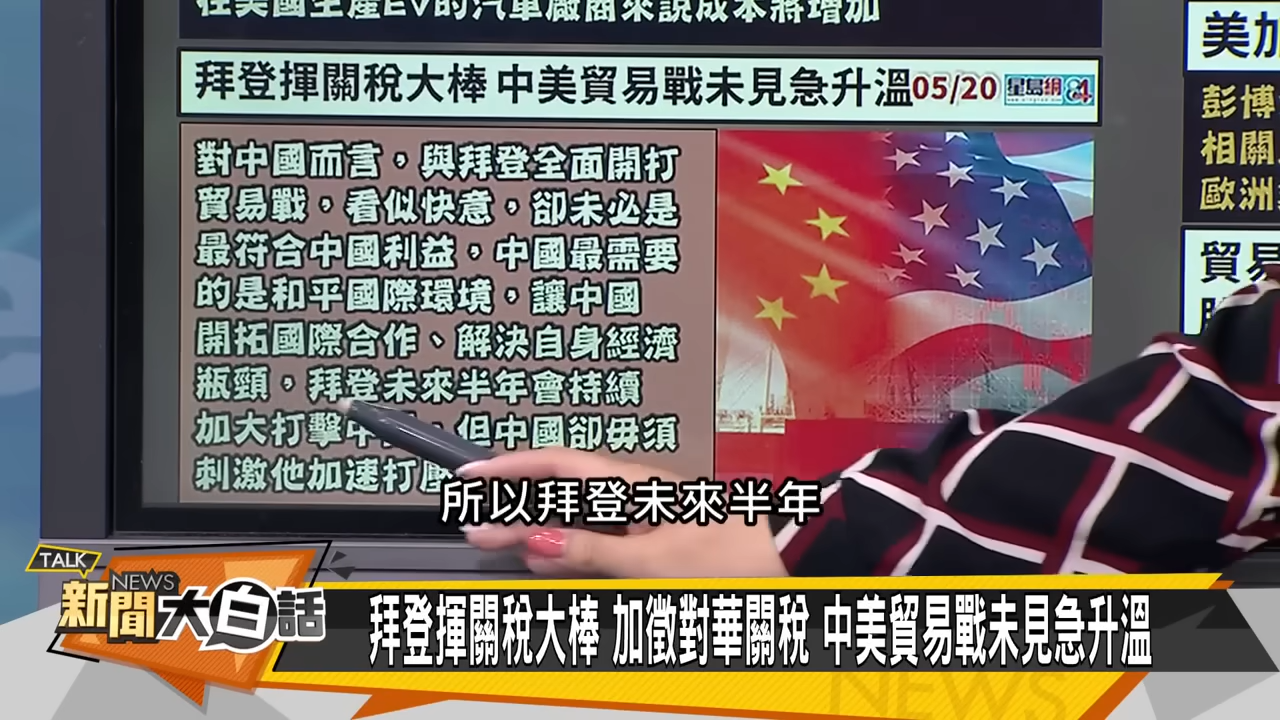 在美國生產EV的汽車廠商來說成本將增加
拜登揮關稅大棒 中美貿易戰未見急升溫 05/20 星島網
對中國而言，與拜登全面開打
貿易戰，看似快意，卻未必是
最符合中國利益，中國最需要
的是和平國際環境，讓中國
開拓國際合作、解決自身經濟
瓶頸，拜登未來半年會持續
加大打擊中，但中國卻毋須
刺激他加速打壓
美加
彭博
相關
歐洲
貿易
所以拜登未來半年
TALK NEWS
新聞大白話
拜登揮關稅大棒 加徵對華關稅 中美貿易戰未見急升溫
NEWS